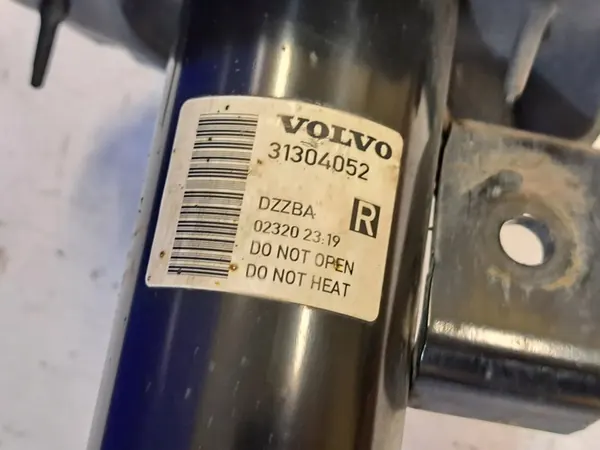 VOLVO
31304052
DZZBA
R
02320 23:19
DO NOT OPEN
DO NOT HEAT